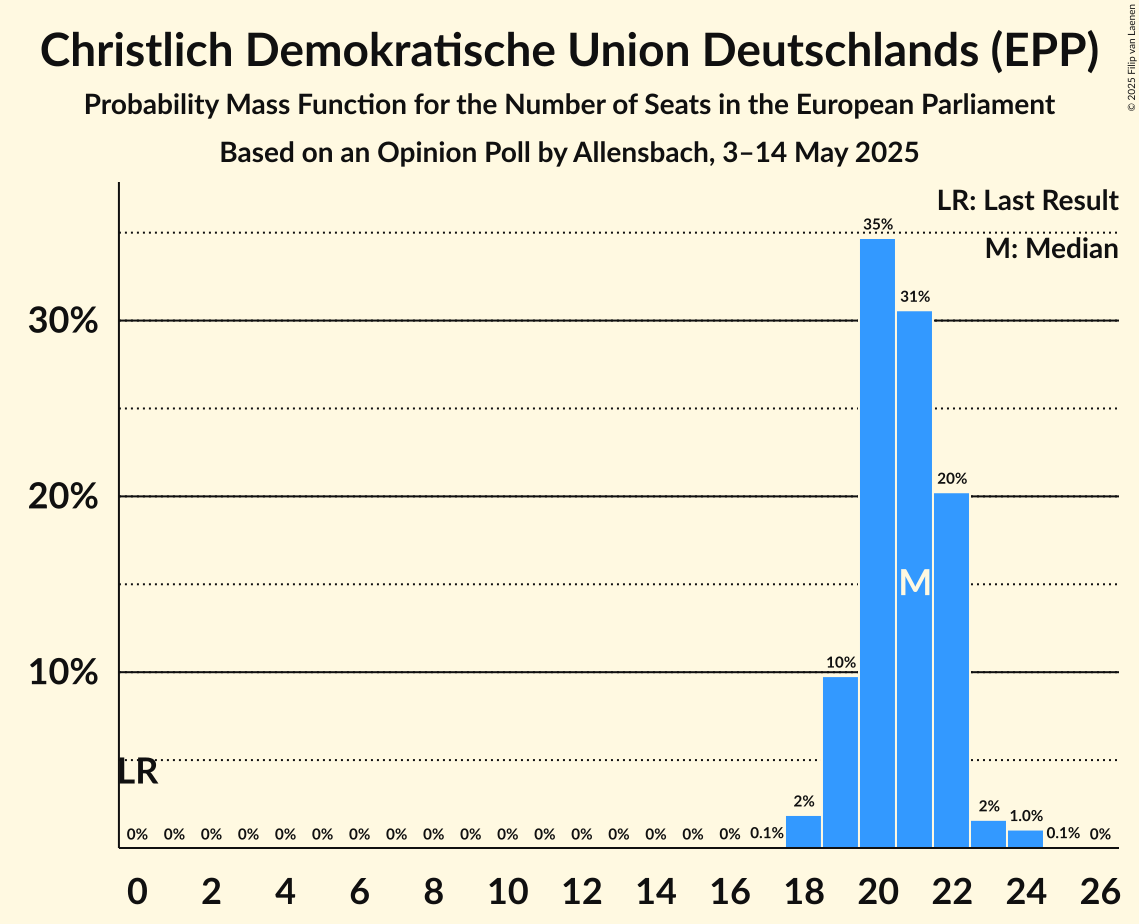 Christlich Demokratische Union Deutschlands (EPP)
Probability Mass Function for the Number of Seats in the European Parliament
Based on an Opinion Poll by Allensbach, 3–14 May 2025
© 2025 Filip van Laenen
LR: Last Result
M: Median
30%
20%
10%
35%
31%
20%
10%
2%
2%
1.0%
LR
M
0% 0% 0% 0% 0% 0% 0% 0% 0% 0% 0% 0% 0% 0% 0% 0% 0% 0.1% 0.1% 0%
0 2 4 6 8 10 12 14 16 18 20 22 24 26